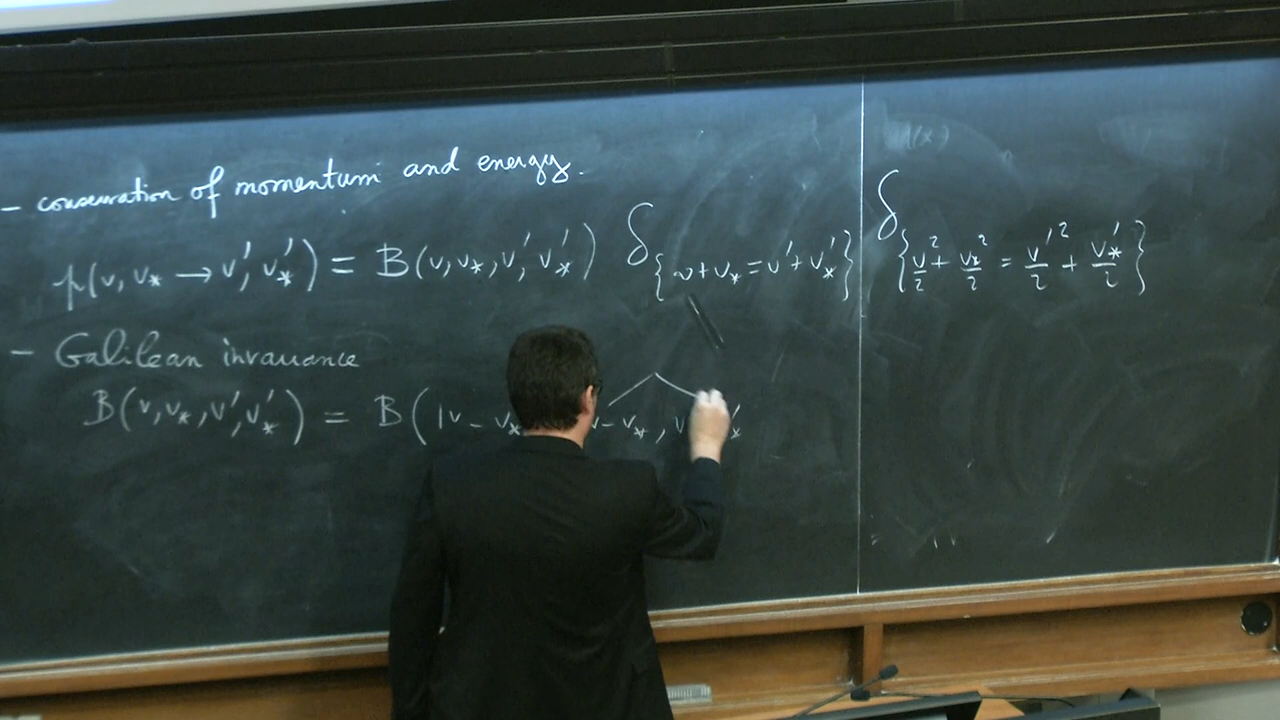 - conservation of momentum and energy.
p(v, v* → v', v*') = B(v, v*, v', v*') δ{v+v* = v'+v*'} δ{v²/2 + v*²/2 = v'²/2 + v*'²/2}
- Galilean invariance
B(v, v*, v', v*') = B(|v - v* v - v*, v *'